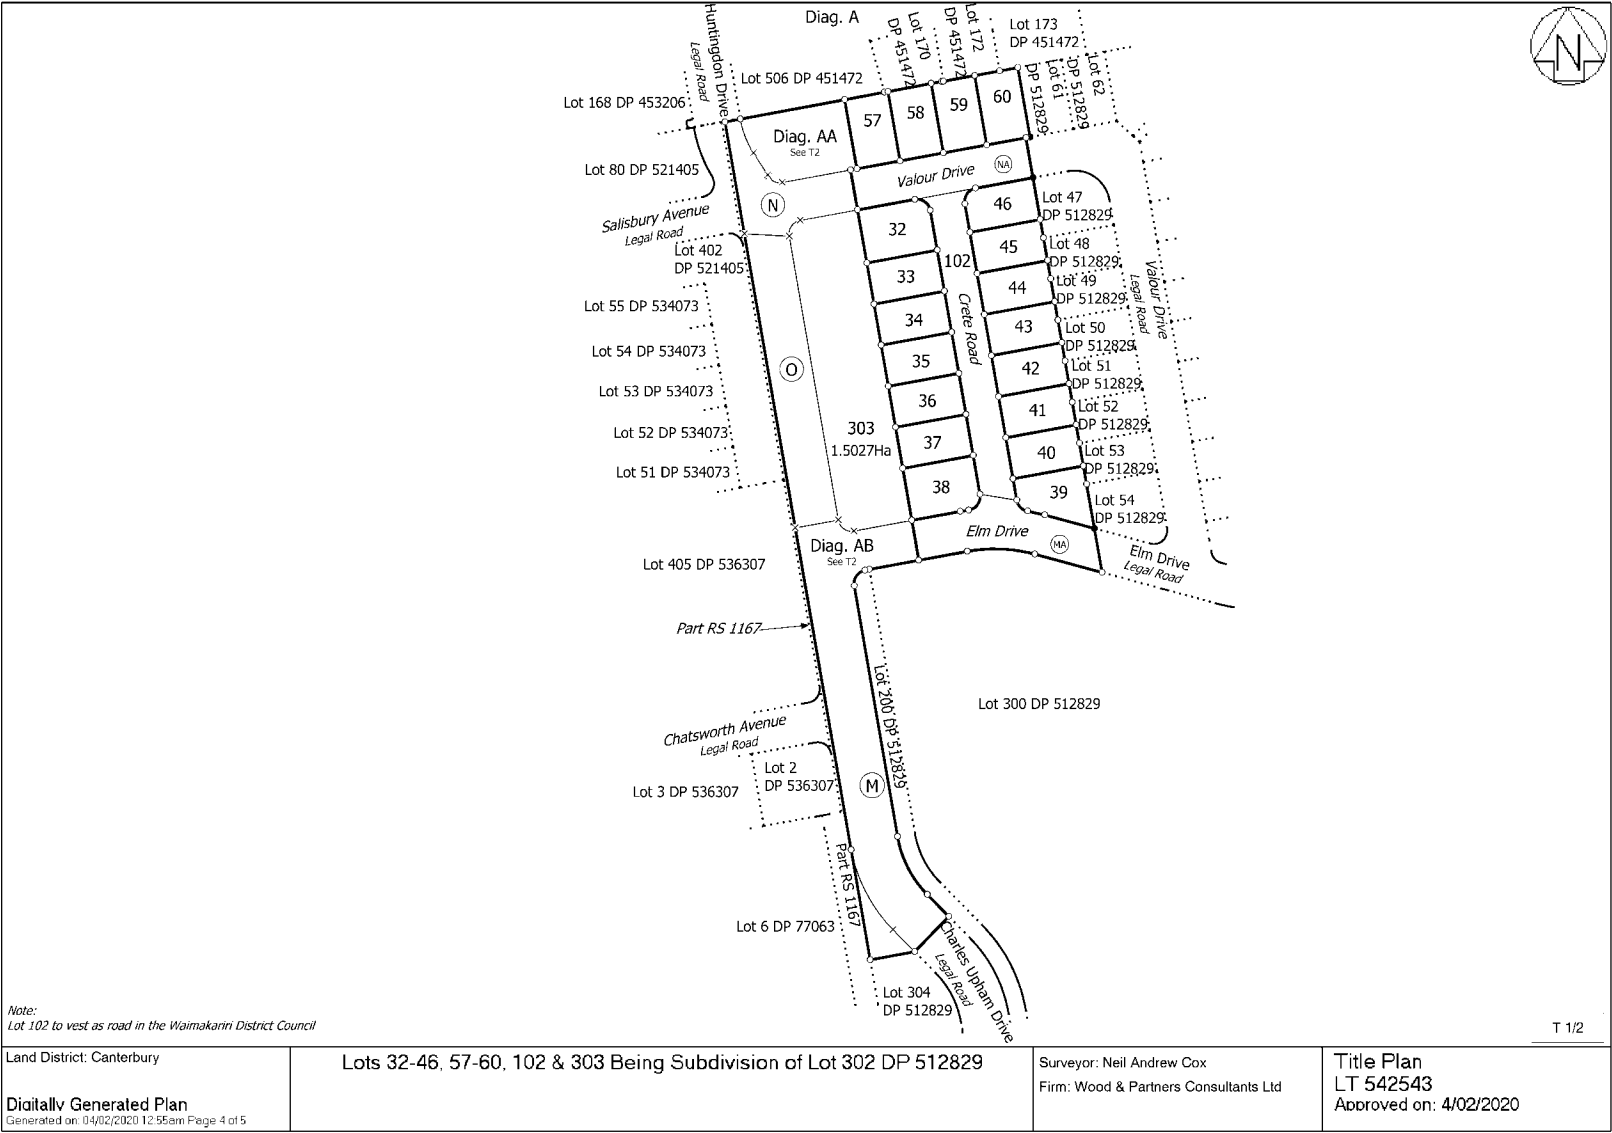 Diag. A
Huntingdon Drive
Legal Road
Lot 170
DP 451472
Lot 172
DP 451472
Lot 173
DP 451472
Lot 61
DP 512829
Lot 62
DP 512829
N
Lot 506 DP 451472
Lot 168 DP 453206
57
58
59
60
Diag. AA
See T2
Lot 80 DP 521405
Valour Drive
NA
N
Salisbury Avenue
Legal Road
Lot 402
DP 521405
32
46
Lot 47
DP 512829
33
102
45
Lot 48
DP 512829
Lot 55 DP 534073
34
Crete Road
44
Lot 49
DP 512829
Valour Drive
Legal Road
Lot 54 DP 534073
35
43
Lot 50
DP 512829
O
42
Lot 51
DP 512829
Lot 53 DP 534073
36
41
Lot 52
DP 512829
Lot 52 DP 534073
303
1.5027Ha
37
40
Lot 53
DP 512829
Lot 51 DP 534073
38
39
Lot 54
DP 512829
Elm Drive
MA
Diag. AB
See T2
Elm Drive
Legal Road
Lot 405 DP 536307
Part RS 1167
Lot 200 DP 512829
Lot 300 DP 512829
Chatsworth Avenue
Legal Road
Lot 2
DP 536307
Lot 3 DP 536307
M
Part RS 1167
Lot 6 DP 77063
Charles Upham Drive
Legal Road
Lot 304
DP 512829
Note:
Lot 102 to vest as road in the Waimakariri District Council
T 1/2
Land District: Canterbury
Digitally Generated Plan
Generated on: 04/02/2020 12:55am Page 4 of 5
Lots 32-46, 57-60, 102 & 303 Being Subdivision of Lot 302 DP 512829
Surveyor: Neil Andrew Cox
Firm: Wood & Partners Consultants Ltd
Title Plan
LT 542543
Approved on: 4/02/2020